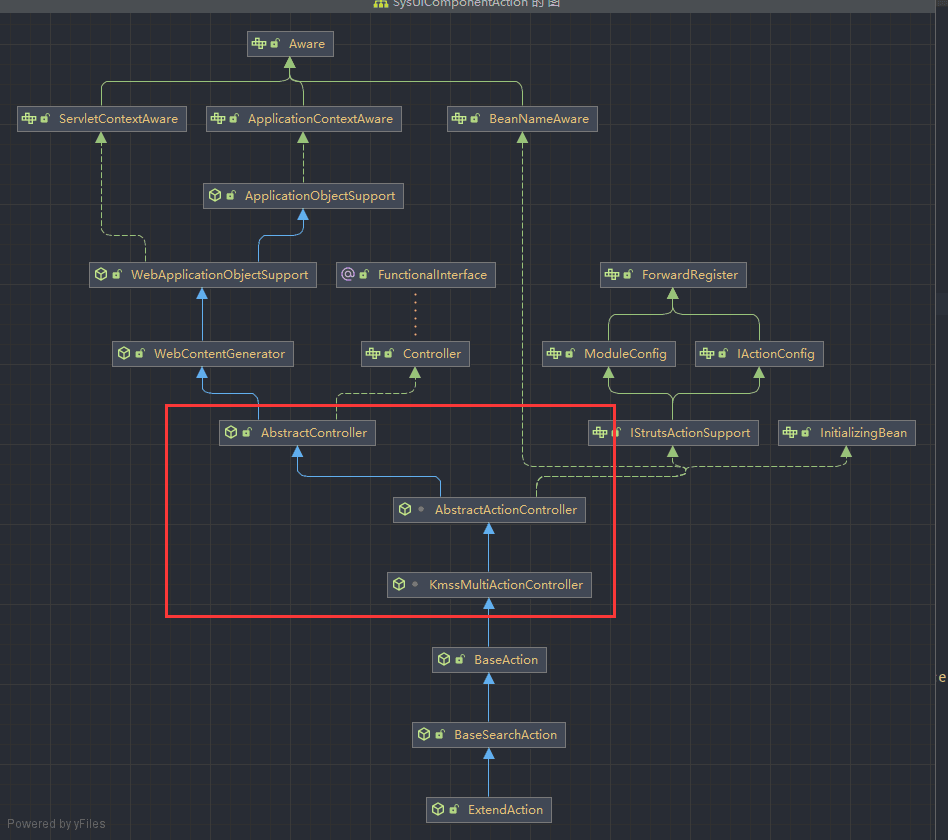 SysUIComponentAction 的 图
Aware
ServletContextAware
ApplicationContextAware
BeanNameAware
ApplicationObjectSupport
WebApplicationObjectSupport
FunctionalInterface
ForwardRegister
WebContentGenerator
Controller
ModuleConfig
IActionConfig
AbstractController
IStrutsActionSupport
InitializingBean
AbstractActionController
KmssMultiActionController
e
BaseAction
BaseSearchAction
ExtendAction
Powered by yFiles